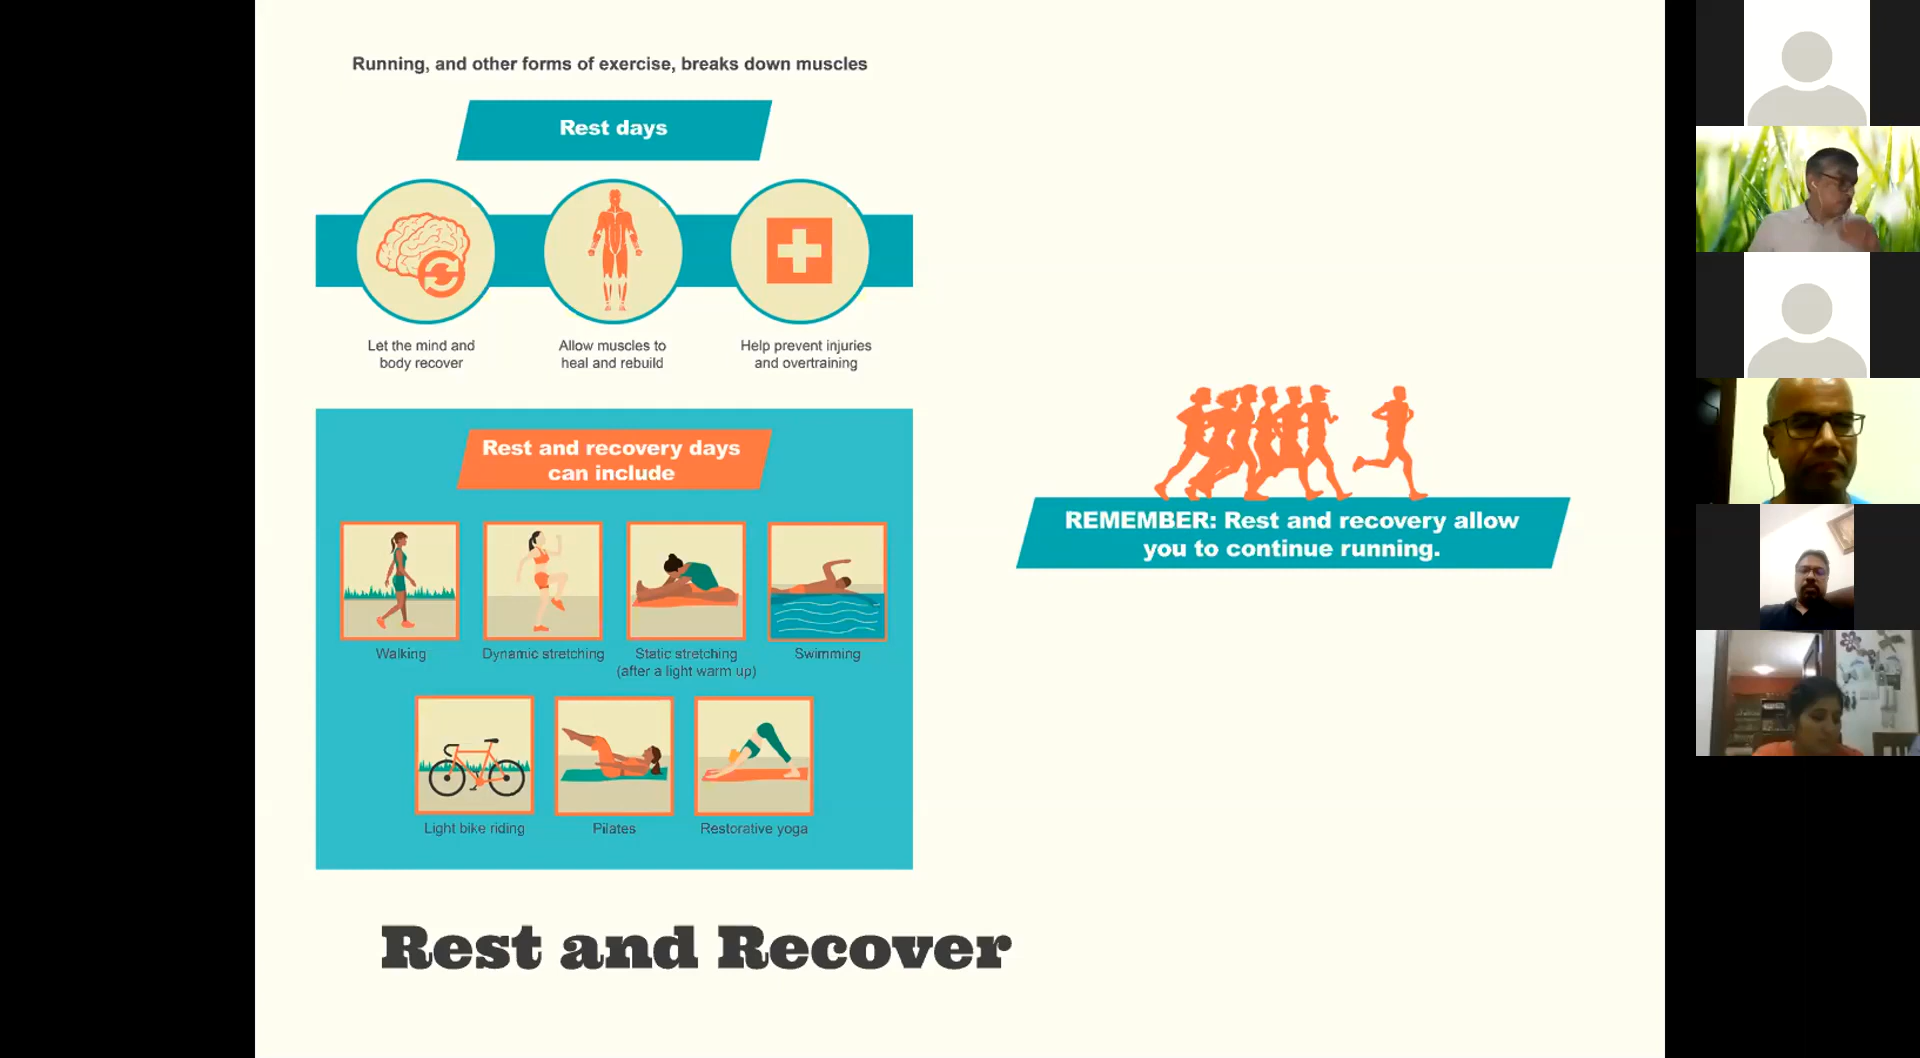 Running, and other forms of exercise, breaks down muscles
Rest days
Let the mind and
body recover
Allow muscles to
heal and rebuild
Help prevent injuries
and overtraining
Rest and recovery days
can include
Walking
Dynamic stretching
Static stretching
(after a light warm up)
Swimming
Light bike riding
Pilates
Restorative yoga
REMEMBER: Rest and recovery allow
you to continue running.
Rest and Recover